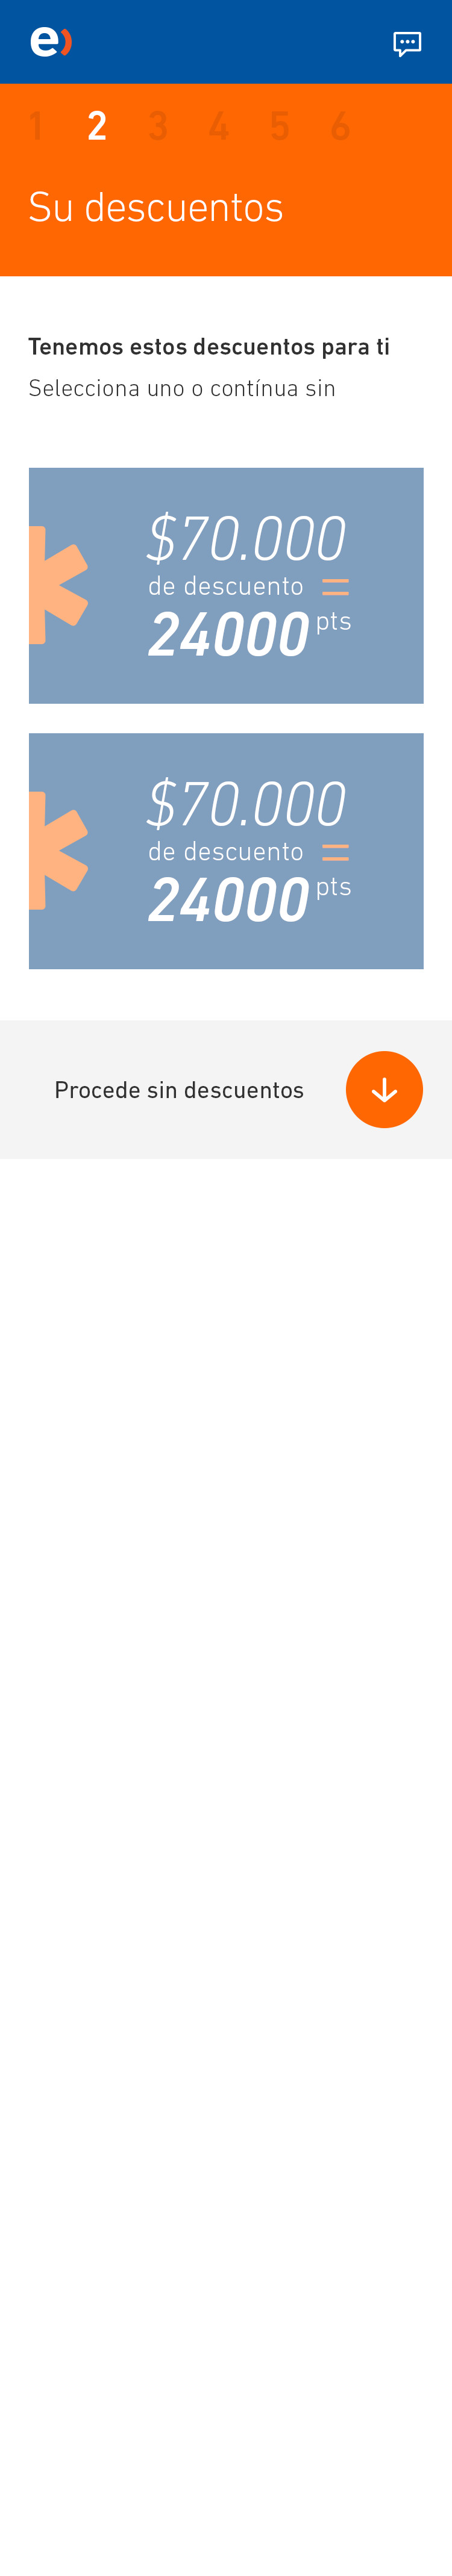 e)
1 2 3 4 5 6
Su descuentos
Tenemos estos descuentos para ti
Selecciona uno o contínua sin
$70.000
de descuento =
24000 pts
$70.000
de descuento =
24000 pts
Procede sin descuentos